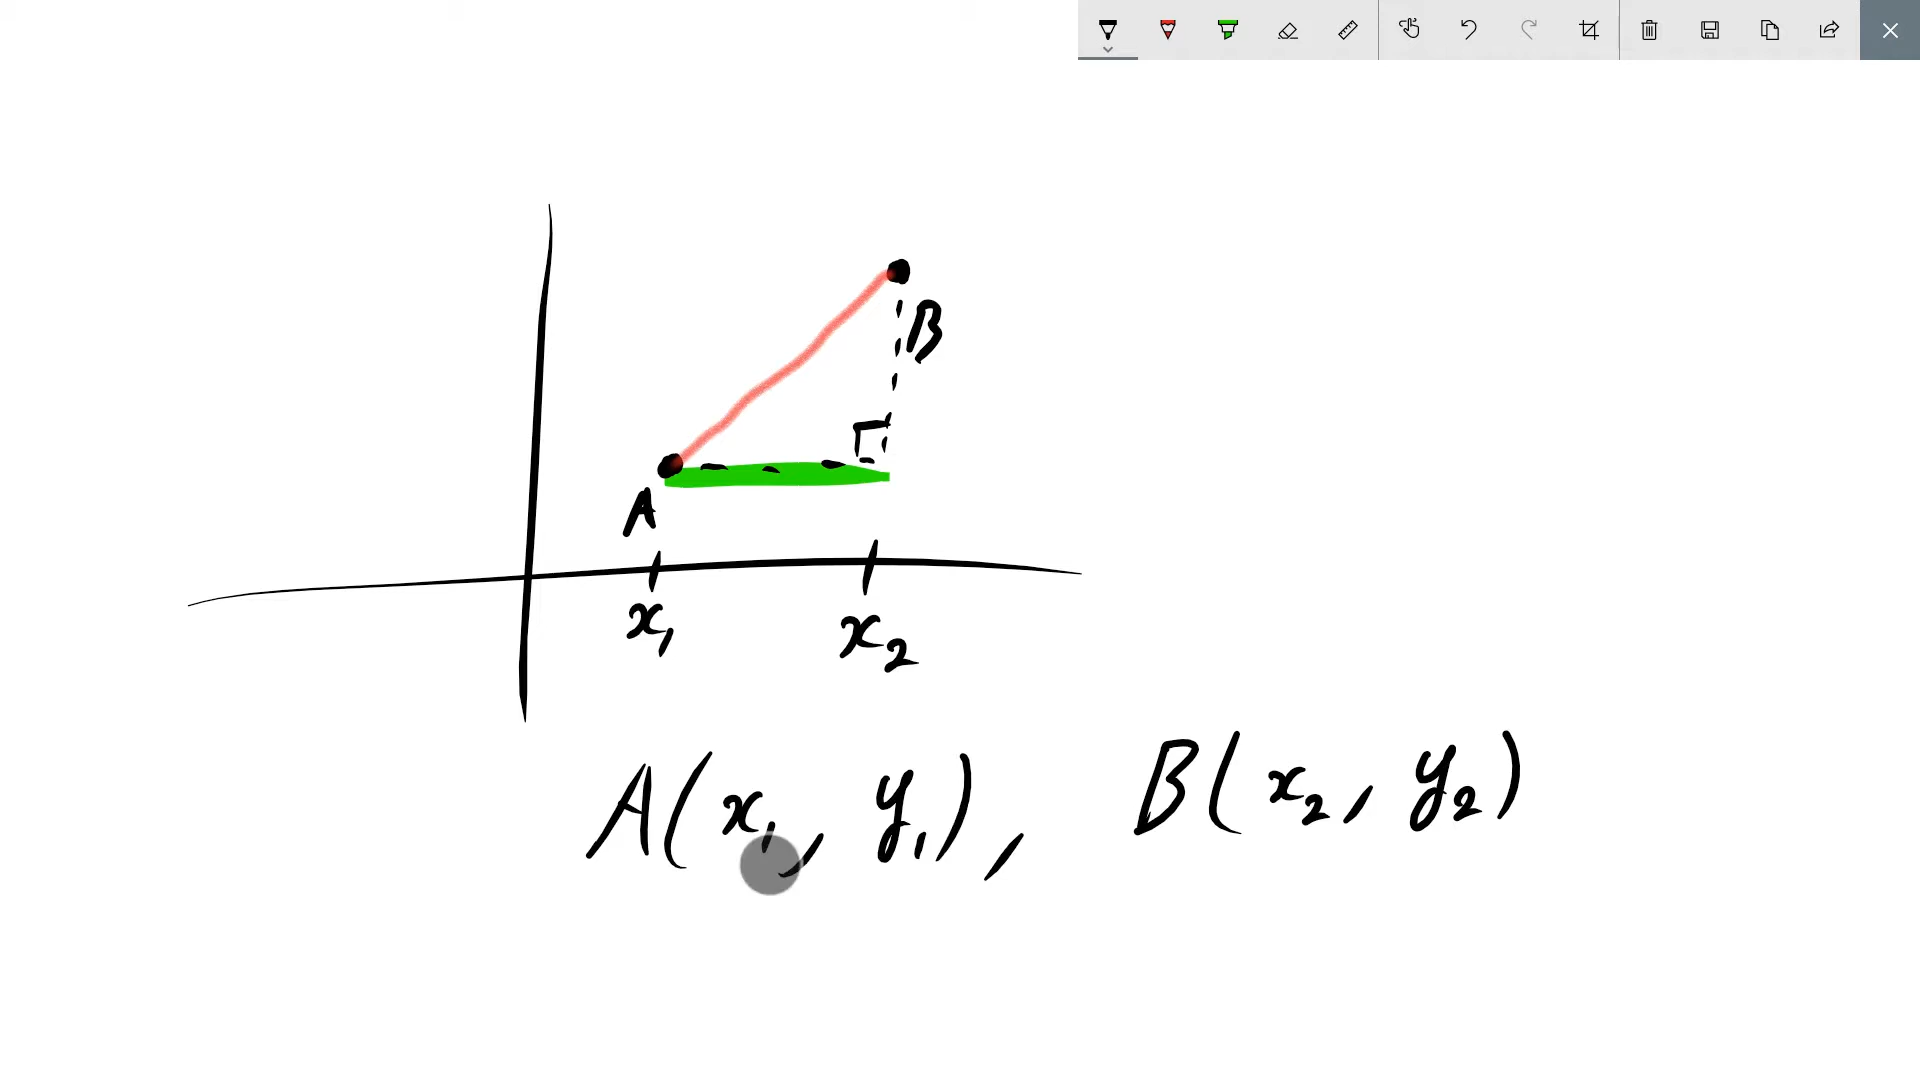 B
A
x₁
x₂
A(x₁, y₁), B(x₂, y₂)